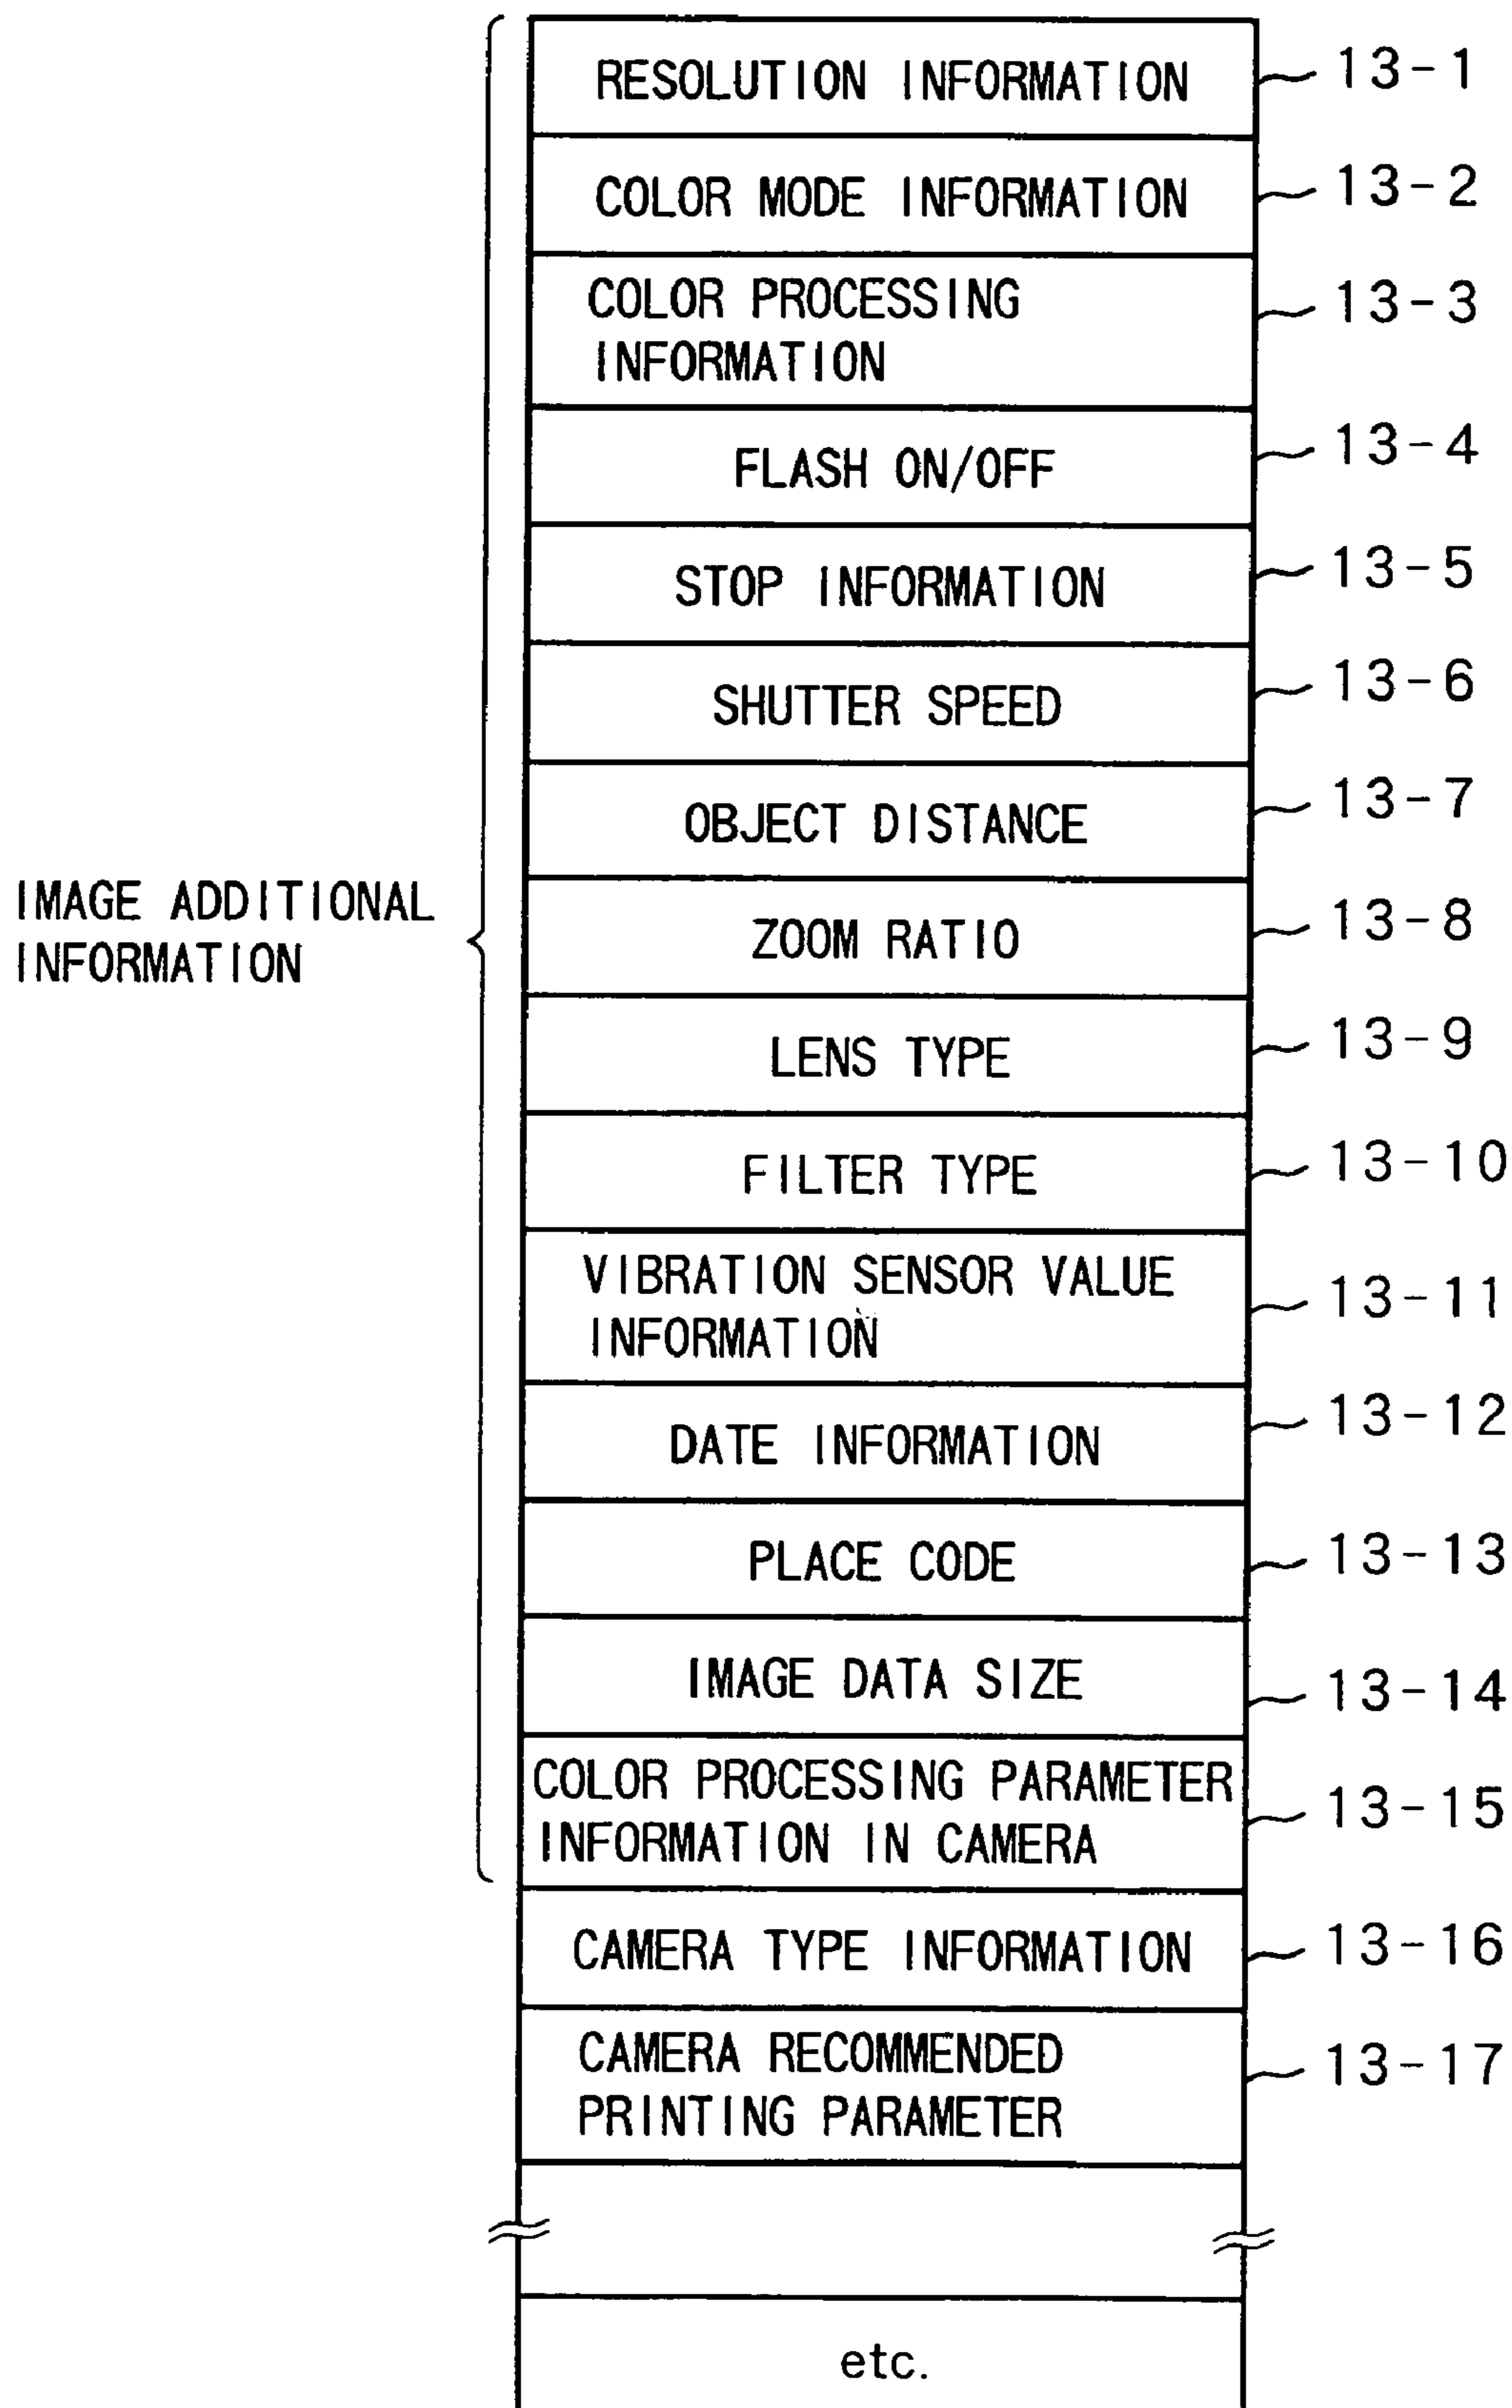 RESOLUTION INFORMATION 13-1
COLOR MODE INFORMATION 13-2
COLOR PROCESSING
INFORMATION 13-3
FLASH ON/OFF 13-4
STOP INFORMATION 13-5
SHUTTER SPEED 13-6
OBJECT DISTANCE 13-7
IMAGE ADDITIONAL
INFORMATION
ZOOM RATIO 13-8
LENS TYPE 13-9
FILTER TYPE 13-10
VIBRATION SENSOR VALUE
INFORMATION 13-11
DATE INFORMATION 13-12
PLACE CODE 13-13
IMAGE DATA SIZE 13-14
COLOR PROCESSING PARAMETER
INFORMATION IN CAMERA 13-15
CAMERA TYPE INFORMATION 13-16
CAMERA RECOMMENDED
PRINTING PARAMETER 13-17
etc.